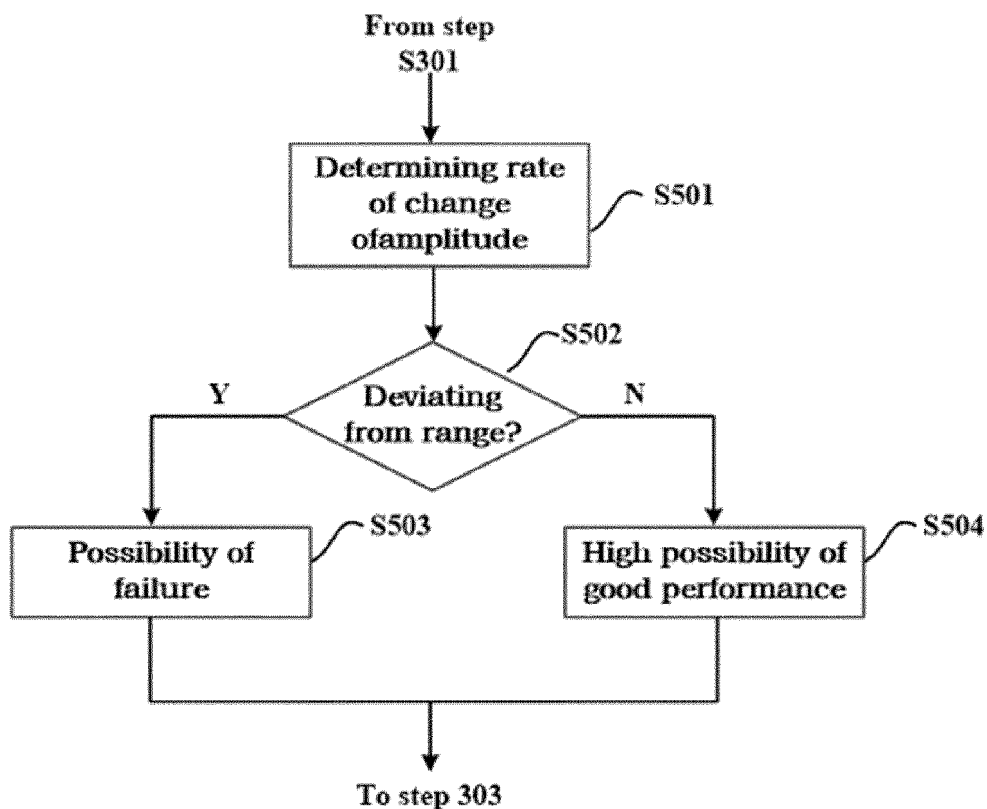 From step
S301
Determining rate
of change
ofamplitude
S501
S502
Y
N
Deviating
from range?
S503
S504
Possibility of
failure
High possibility of
good performance
To step 303